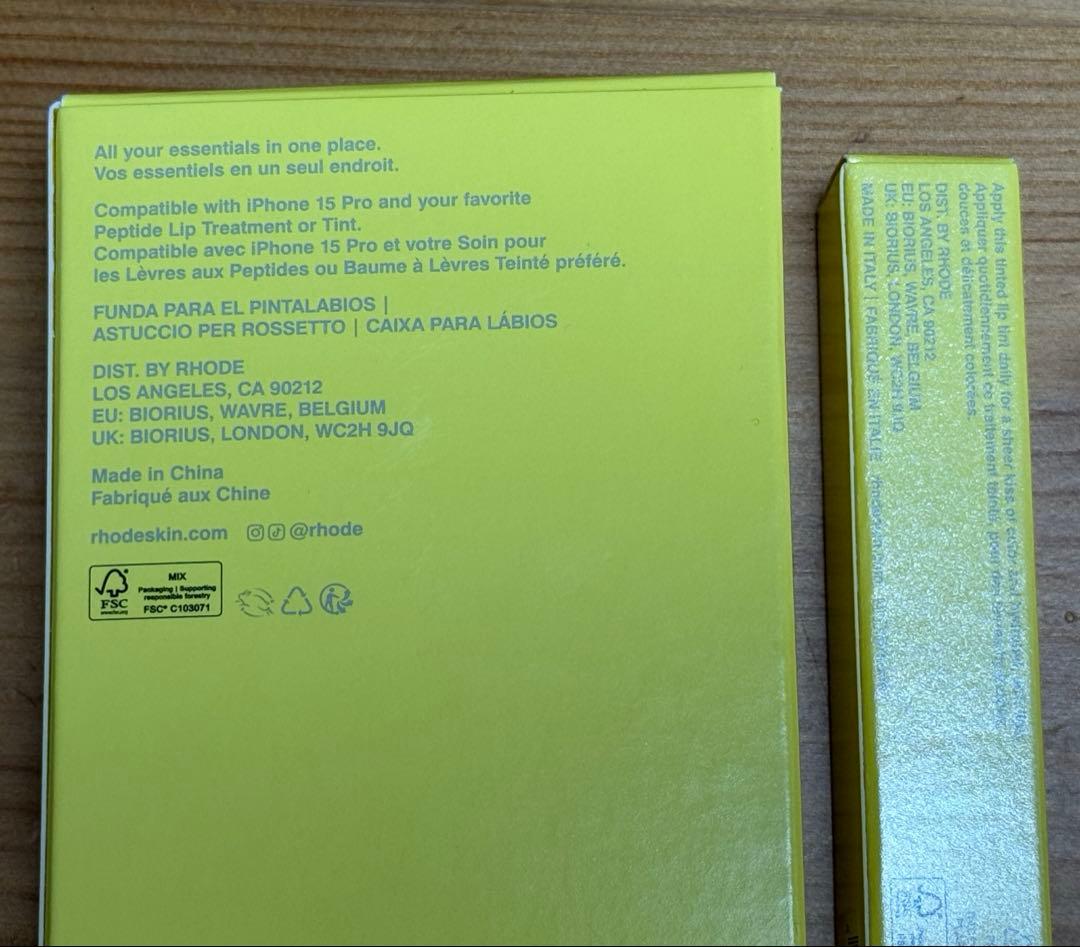 All your essentials in one place.
Vos essentiels en un seul endroit.
Compatible with iPhone 15 Pro and your favorite
Peptide Lip Treatment or Tint.
Compatible avec iPhone 15 Pro et votre Soin pour
les Lèvres aux Peptides ou Baume à Lèvres Teinté préféré.
FUNDA PARA EL PINTALABIOS |
ASTUCCIO PER ROSSETTO | CAIXA PARA LÁBIOS
DIST. BY RHODE
LOS ANGELES, CA 90212
EU: BIORIUS, WAVRE, BELGIUM
UK: BIORIUS, LONDON, WC2H 9JQ
Made in China
Fabriqué aux Chine
rhodeskin.com @rhode
FSC
www.fsc.org
MIX
Packaging | Supporting
responsible forestry
FSC® C103071
Apply this tinted lip tint daily for a sheer kiss of color
Appliquer quotidiennement ce traitement teinté, pour des
douces et délicatement colorées.
DIST. BY RHODE
LOS ANGELES, CA 90212
EU: BIORIUS, WAVRE, BELGIUM
UK: BIORIUS, LONDON, WC2H 9JQ
MADE IN ITALY | FABRIQUÉ EN ITALIE